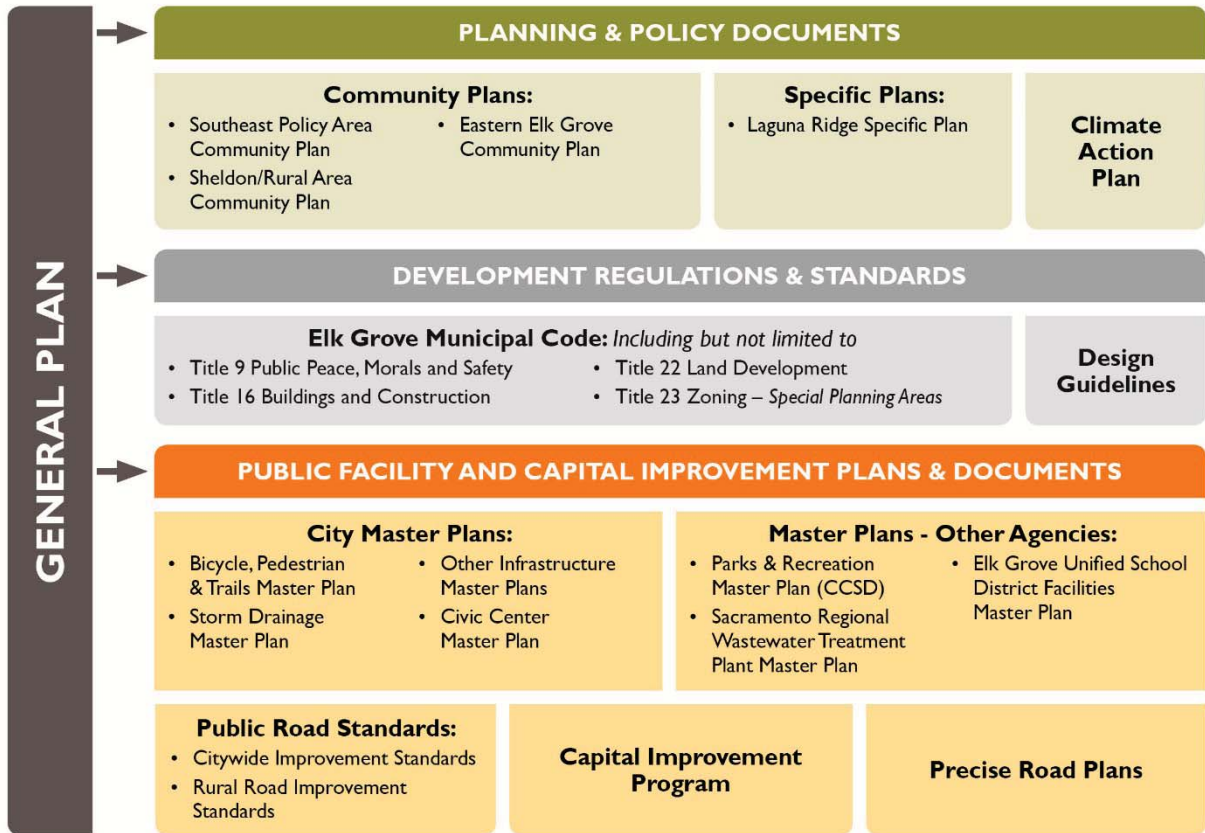 GENERAL PLAN
PLANNING & POLICY DOCUMENTS
Community Plans:
• Southeast Policy Area
Community Plan
• Sheldon/Rural Area
Community Plan
• Eastern Elk Grove
Community Plan
Specific Plans:
• Laguna Ridge Specific Plan
Climate
Action
Plan
DEVELOPMENT REGULATIONS & STANDARDS
Elk Grove Municipal Code: Including but not limited to
• Title 9 Public Peace, Morals and Safety
• Title 16 Buildings and Construction
• Title 22 Land Development
• Title 23 Zoning – Special Planning Areas
Design
Guidelines
PUBLIC FACILITY AND CAPITAL IMPROVEMENT PLANS & DOCUMENTS
City Master Plans:
• Bicycle, Pedestrian
& Trails Master Plan
• Storm Drainage
Master Plan
• Other Infrastructure
Master Plans
• Civic Center
Master Plan
Master Plans - Other Agencies:
• Parks & Recreation
Master Plan (CCSD)
• Sacramento Regional
Wastewater Treatment
Plant Master Plan
• Elk Grove Unified School
District Facilities
Master Plan
Public Road Standards:
• Citywide Improvement Standards
• Rural Road Improvement
Standards
Capital Improvement
Program
Precise Road Plans